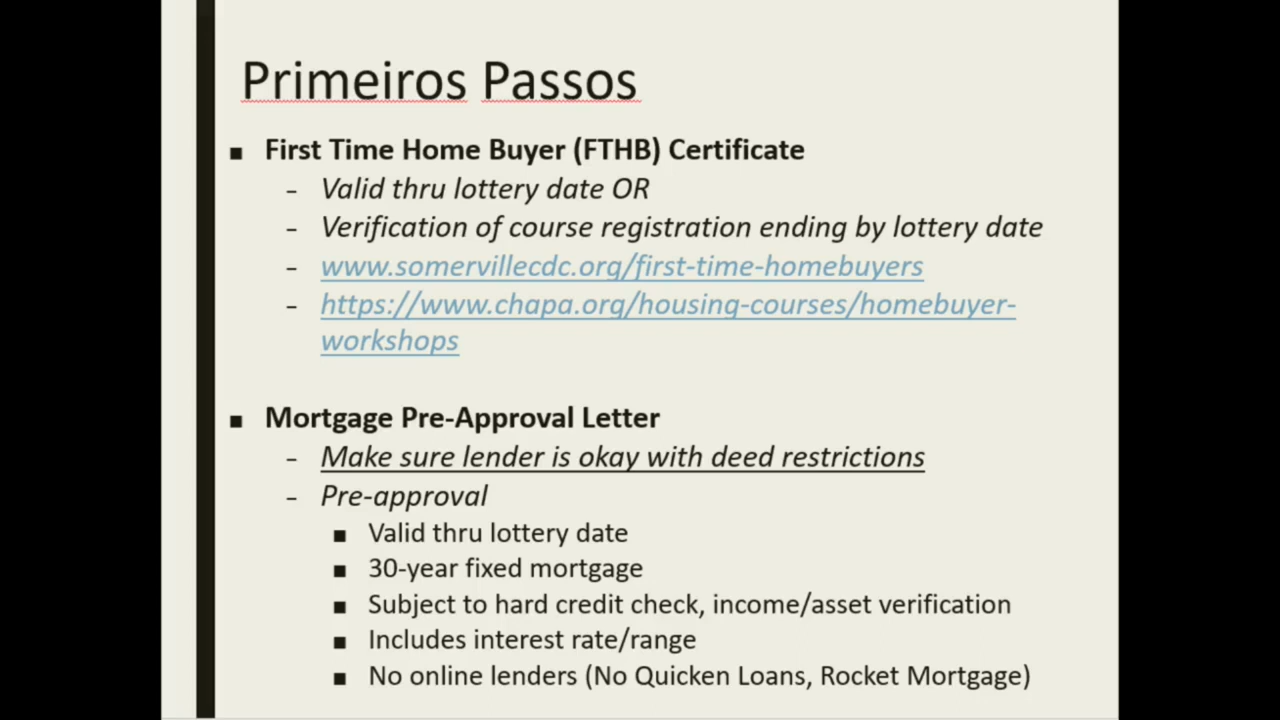 Primeiros Passos
■ First Time Home Buyer (FTHB) Certificate
– Valid thru lottery date OR
– Verification of course registration ending by lottery date
– www.somervillecdc.org/first-time-homebuyers
– https://www.chapa.org/housing-courses/homebuyer-
workshops
■ Mortgage Pre-Approval Letter
– Make sure lender is okay with deed restrictions
– Pre-approval
■ Valid thru lottery date
■ 30-year fixed mortgage
■ Subject to hard credit check, income/asset verification
■ Includes interest rate/range
■ No online lenders (No Quicken Loans, Rocket Mortgage)